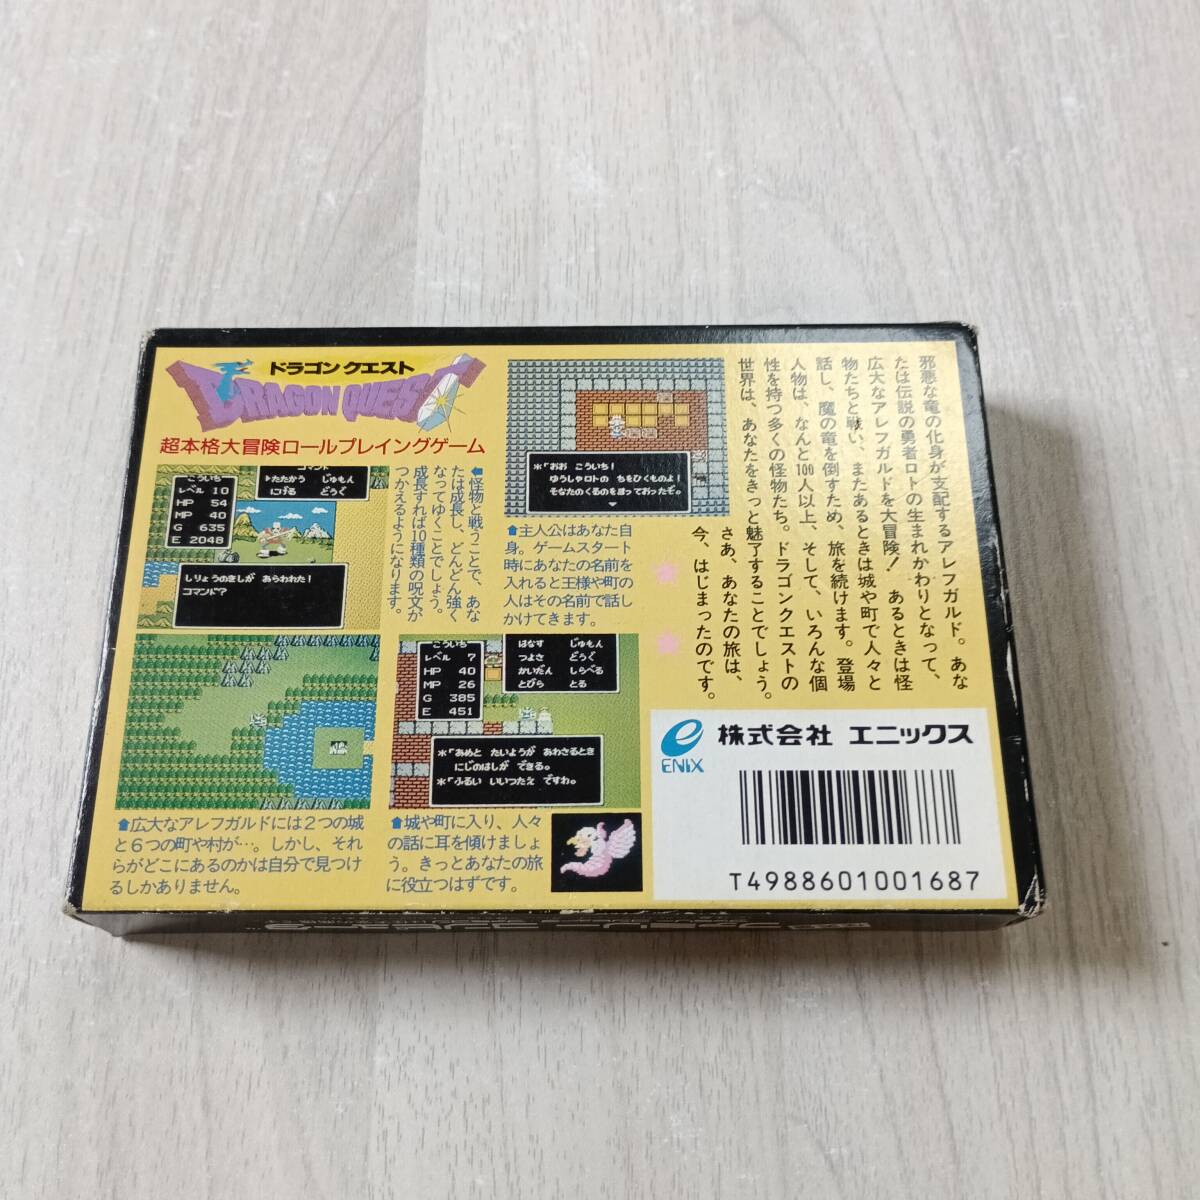 ドラゴンクエスト
DRAGON QUEST
超本格大冒険ロールプレイングゲーム
コマンド
こういち
レベル 10
HP 54
MP 40
G 635
E 2048
▶たたかう じゅもん
にげる どうぐ
しりょうのきしが あらわれた!
コマンド?
⬆怪物と戦うことで、あな
たは成長し、どんどん強く
なってゆくことでしょう。
成長すれば10種類の呪文が
つかえるようになります。
*「おお こういち!
ゆうしゃロトの ちをひくものよ!
そなたのくるのを待っておったぞ。
⬆主人公はあなた自
身。ゲームスタート
時にあなたの名前を
入れると王様や町の
人はその名前で話し
かけてきます。
邪悪な竜の化身が支配するアレフガルド。あな
たは伝説の勇者ロトの生まれかわりとなって、
広大なアレフガルドを大冒険! あるときは怪
物たちと戦い、またあるときは城や町で人々と
話し、魔の竜を倒すため、旅を続けます。登場
人物は、なんと100人以上、そして、いろんな個
性を持つ多くの怪物たち。ドラゴンクエストの
世界は、あなたをきっと魅了することでしょう。
さあ、あなたの旅は、
今、はじまったのです。
こういち
レベル 7
HP 40
MP 26
G 385
E 451
はなす じゅもん
つよさ どうぐ
かいだん しらべる
とびら とる
*「あめと たいようが あわさるとき
にじのはしが できる。
*「ふるい いいつたえ ですわ。
⬆広大なアレフガルドには2つの城
と6つの町や村が…。しかし、それ
らがどこにあるのかは自分で見つけ
るしかありません。
⬆城や町に入り、人々
の話に耳を傾けましょ
う。きっとあなたの旅
に役立つはずです。
e
ENIX
株式会社 エニックス
T4988601001687